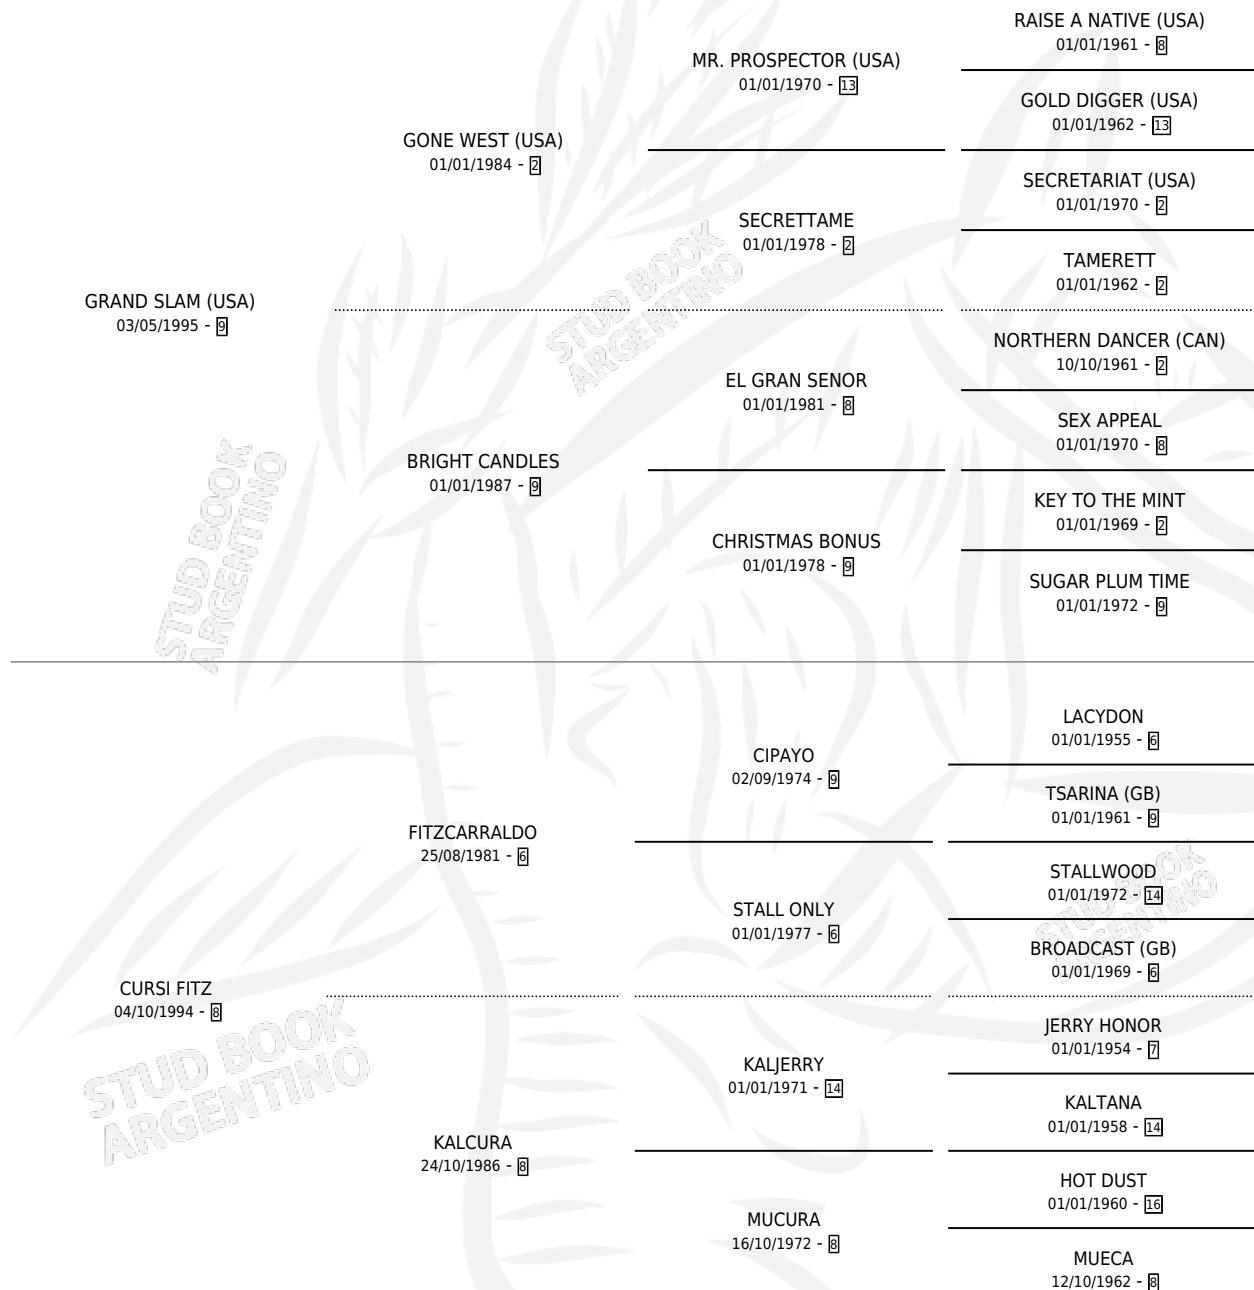 RAISE A NATIVE (USA)
01/01/1961 - 8
MR. PROSPECTOR (USA)
01/01/1970 - 13
GOLD DIGGER (USA)
01/01/1962 - 13
GONE WEST (USA)
01/01/1984 - 2
SECRETARIAT (USA)
01/01/1970 - 2
SECRETTAME
01/01/1978 - 2
TAMERETT
01/01/1962 - 2
GRAND SLAM (USA)
03/05/1995 - 9
NORTHERN DANCER (CAN)
10/10/1961 - 2
EL GRAN SENOR
01/01/1981 - 8
SEX APPEAL
01/01/1970 - 8
BRIGHT CANDLES
01/01/1987 - 9
KEY TO THE MINT
01/01/1969 - 2
CHRISTMAS BONUS
01/01/1978 - 9
SUGAR PLUM TIME
01/01/1972 - 9
STUD BOOK
ARGENTINO
STUD BOOK
ARGENTINO
LACYDON
01/01/1955 - 6
CIPAYO
02/09/1974 - 9
TSARINA (GB)
01/01/1961 - 9
FITZCARRALDO
25/08/1981 - 6
STALLWOOD
01/01/1972 - 14
STALL ONLY
01/01/1977 - 6
BROADCAST (GB)
01/01/1969 - 6
STUD BOOK
ARGENTINO
CURSI FITZ
04/10/1994 - 8
JERRY HONOR
01/01/1954 - 7
KALJERRY
01/01/1971 - 14
KALTANA
01/01/1958 - 14
KALCURA
24/10/1986 - 8
HOT DUST
01/01/1960 - 16
MUCURA
16/10/1972 - 8
MUECA
12/10/1962 - 8
STUD BOOK
ARGENTINO